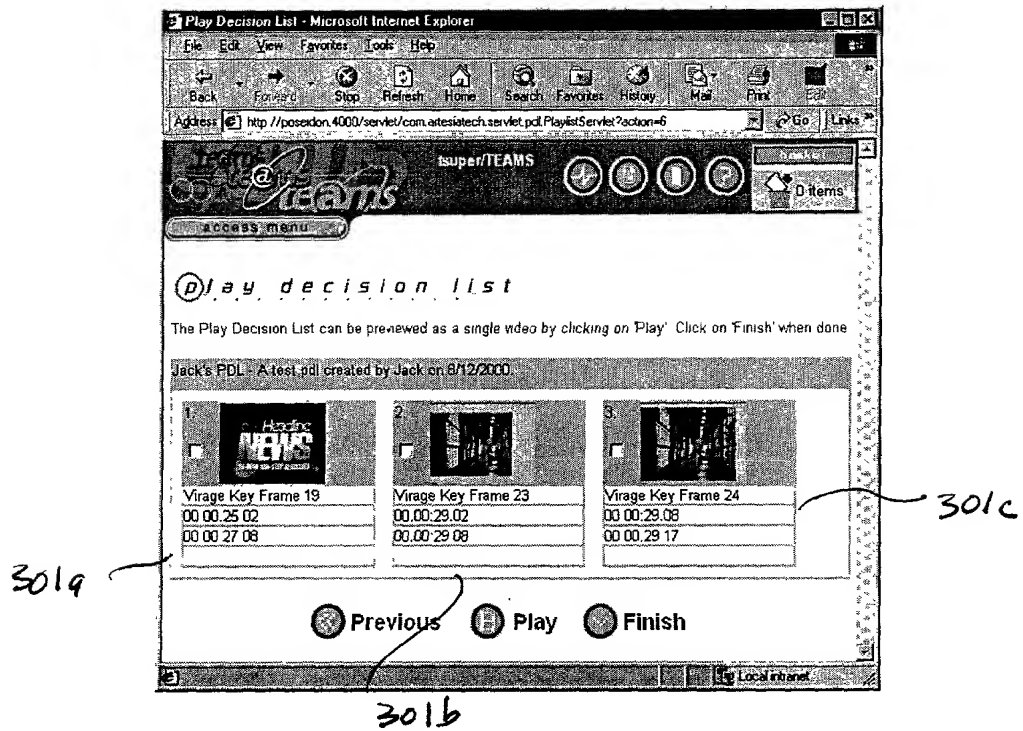 Play Decision List - Microsoft Internet Explorer
File Edit View Favorites Tools Help
Back Forward Stop Refresh Home Search Favorites History Mail Print Edit
Address http://poseidon.4000/servlet/com.artesiatech.servlet.pdl.PlaylistServlet?action=6 Go Links
tsuper/TEAMS
basket
0 items
te@ms
access menu
play decision list
The Play Decision List can be previewed as a single video by clicking on 'Play' Click on 'Finish' when done
Jack's PDL - A test pdl created by Jack on 8/12/2000.
1. 2. 3.
Headline
NEWS
Virage Key Frame 19 Virage Key Frame 23 Virage Key Frame 24
00 00.25 02 00.00:29.02 00 00:29.08
00 00 27 08 00.00 29 08 00 00.29 17
301c
301a
Previous Play Finish
Local intranet
301b